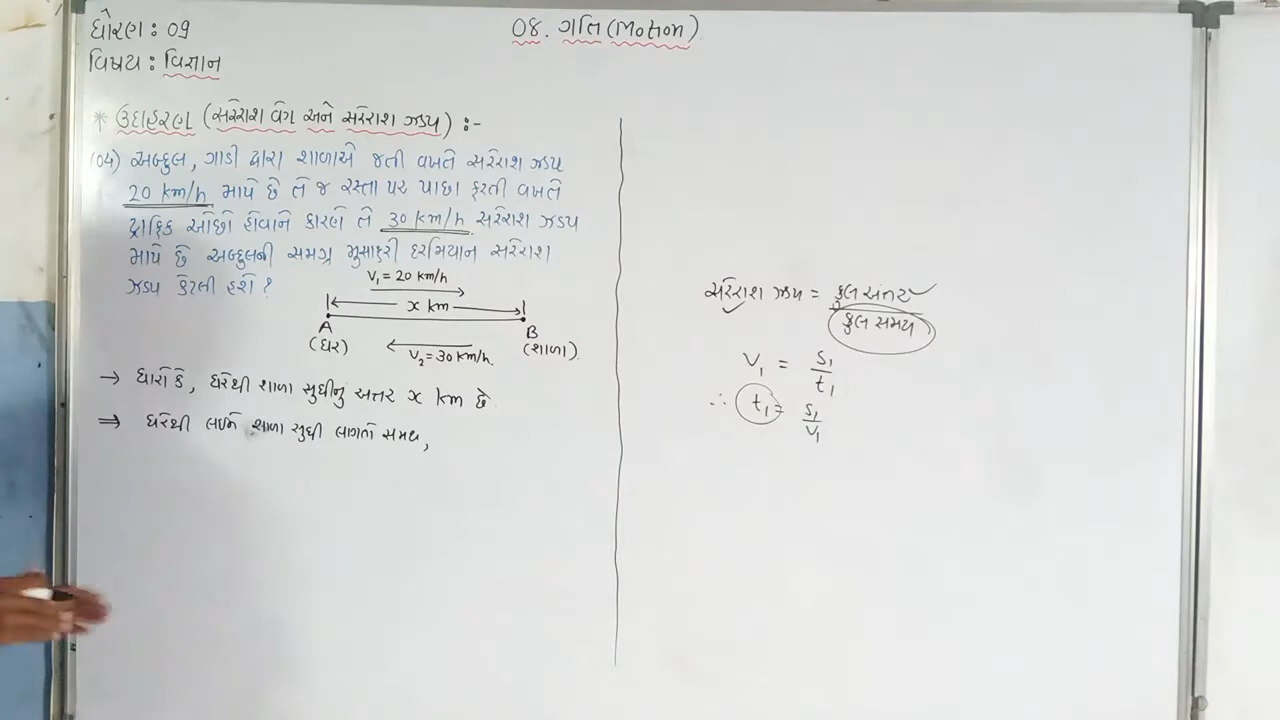 ધોરણ : 09
વિષય : વિજ્ઞાન
08. ગતિ (Motion)
* ઉદાહરણ (સરેરાશ વેગ અને સરેરાશ ઝડપ) :-
(04) અબ્દુલ, ગાડી દ્વારા શાળાએ જતી વખતે સરેરાશ ઝડપ
20 km/h માપે છે તે જ રસ્તા પર પાછા ફરતી વખતે
ટ્રાફિક ઓછો હોવાને કારણે તે 30 km/h સરેરાશ ઝડપ
માપે છે અબ્દુલની સમગ્ર મુસાફરી દરમિયાન સરેરાશ
ઝડપ કેટલી હશે ?
V₁ = 20 km/h
x km
A
(ઘર)
B
(શાળા).
V₂ = 30 km/h.
→ ધારો કે, ઘરેથી શાળા સુધીનું અંતર x km છે
⇒ ઘરેથી લઈને શાળા સુધી લાગતો સમય,
સરેરાશ ઝડપ = કુલ અંતર / કુલ સમય
V₁ = S₁ / t₁
∴ t₁ = S₁ / V₁